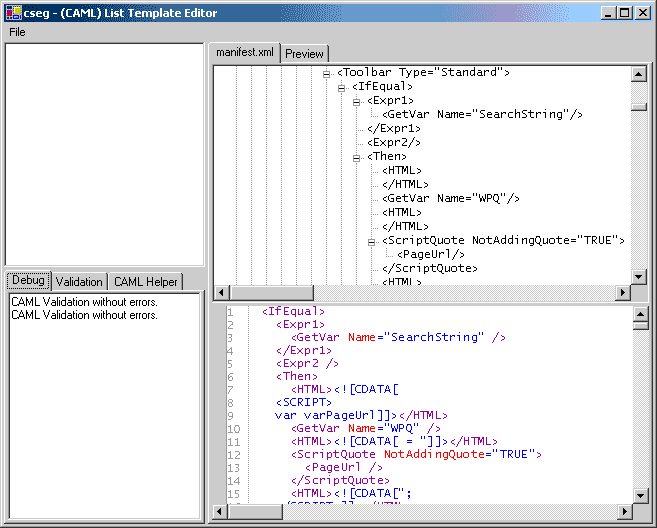 cseg - (CAML) List Template Editor
File
manifest.xml Preview
<Toolbar Type="Standard">
<IfEqual>
<Expr1>
<GetVar Name="SearchString"/>
</Expr1>
<Expr2/>
<Then>
<HTML>
</HTML>
<GetVar Name="WPQ"/>
<HTML>
</HTML>
<ScriptQuote NotAddingQuote="TRUE">
<PageUrl/>
</ScriptQuote>
<HTML>
Debug Validation CAML Helper
CAML Validation without errors.
CAML Validation without errors.
1 <IfEqual>
2 <Expr1>
3 <GetVar Name="SearchString" />
4 </Expr1>
5 <Expr2 />
6 <Then>
7 <HTML><![CDATA[
8 <SCRIPT>
9 var varPageUrl]]></HTML>
10 <GetVar Name="WPQ" />
11 <HTML><![CDATA[ = "]]></HTML>
12 <ScriptQuote NotAddingQuote="TRUE">
13 <PageUrl />
14 </ScriptQuote>
15 <HTML><![CDATA[";